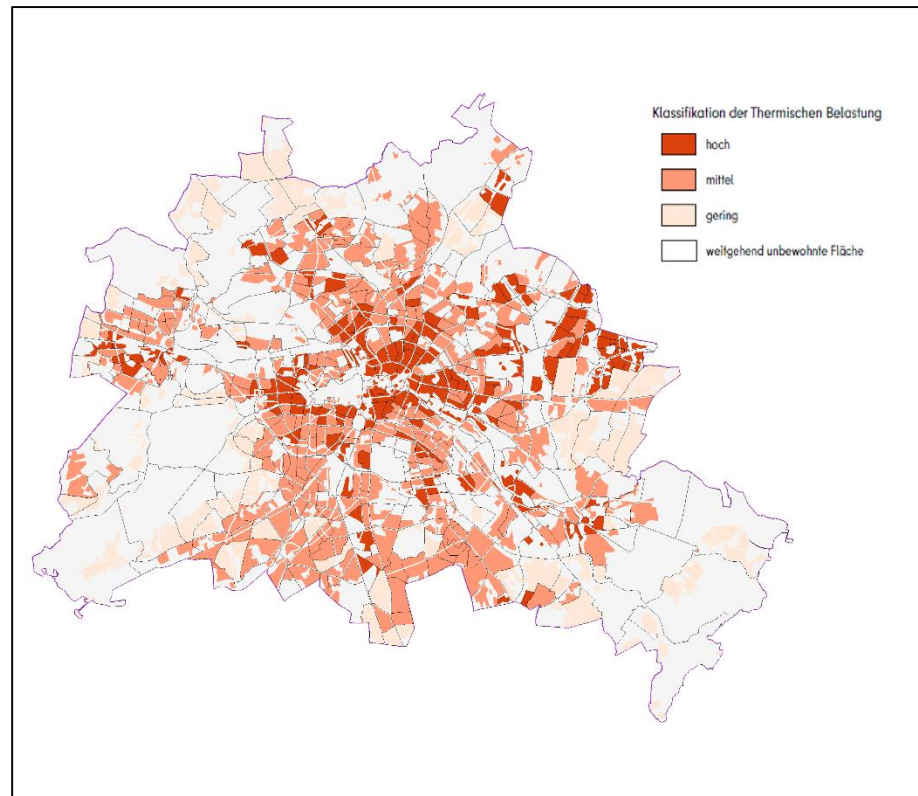 Klassifikation der Thermischen Belastung
hoch
mittel
gering
weitgehend unbewohnte Fläche